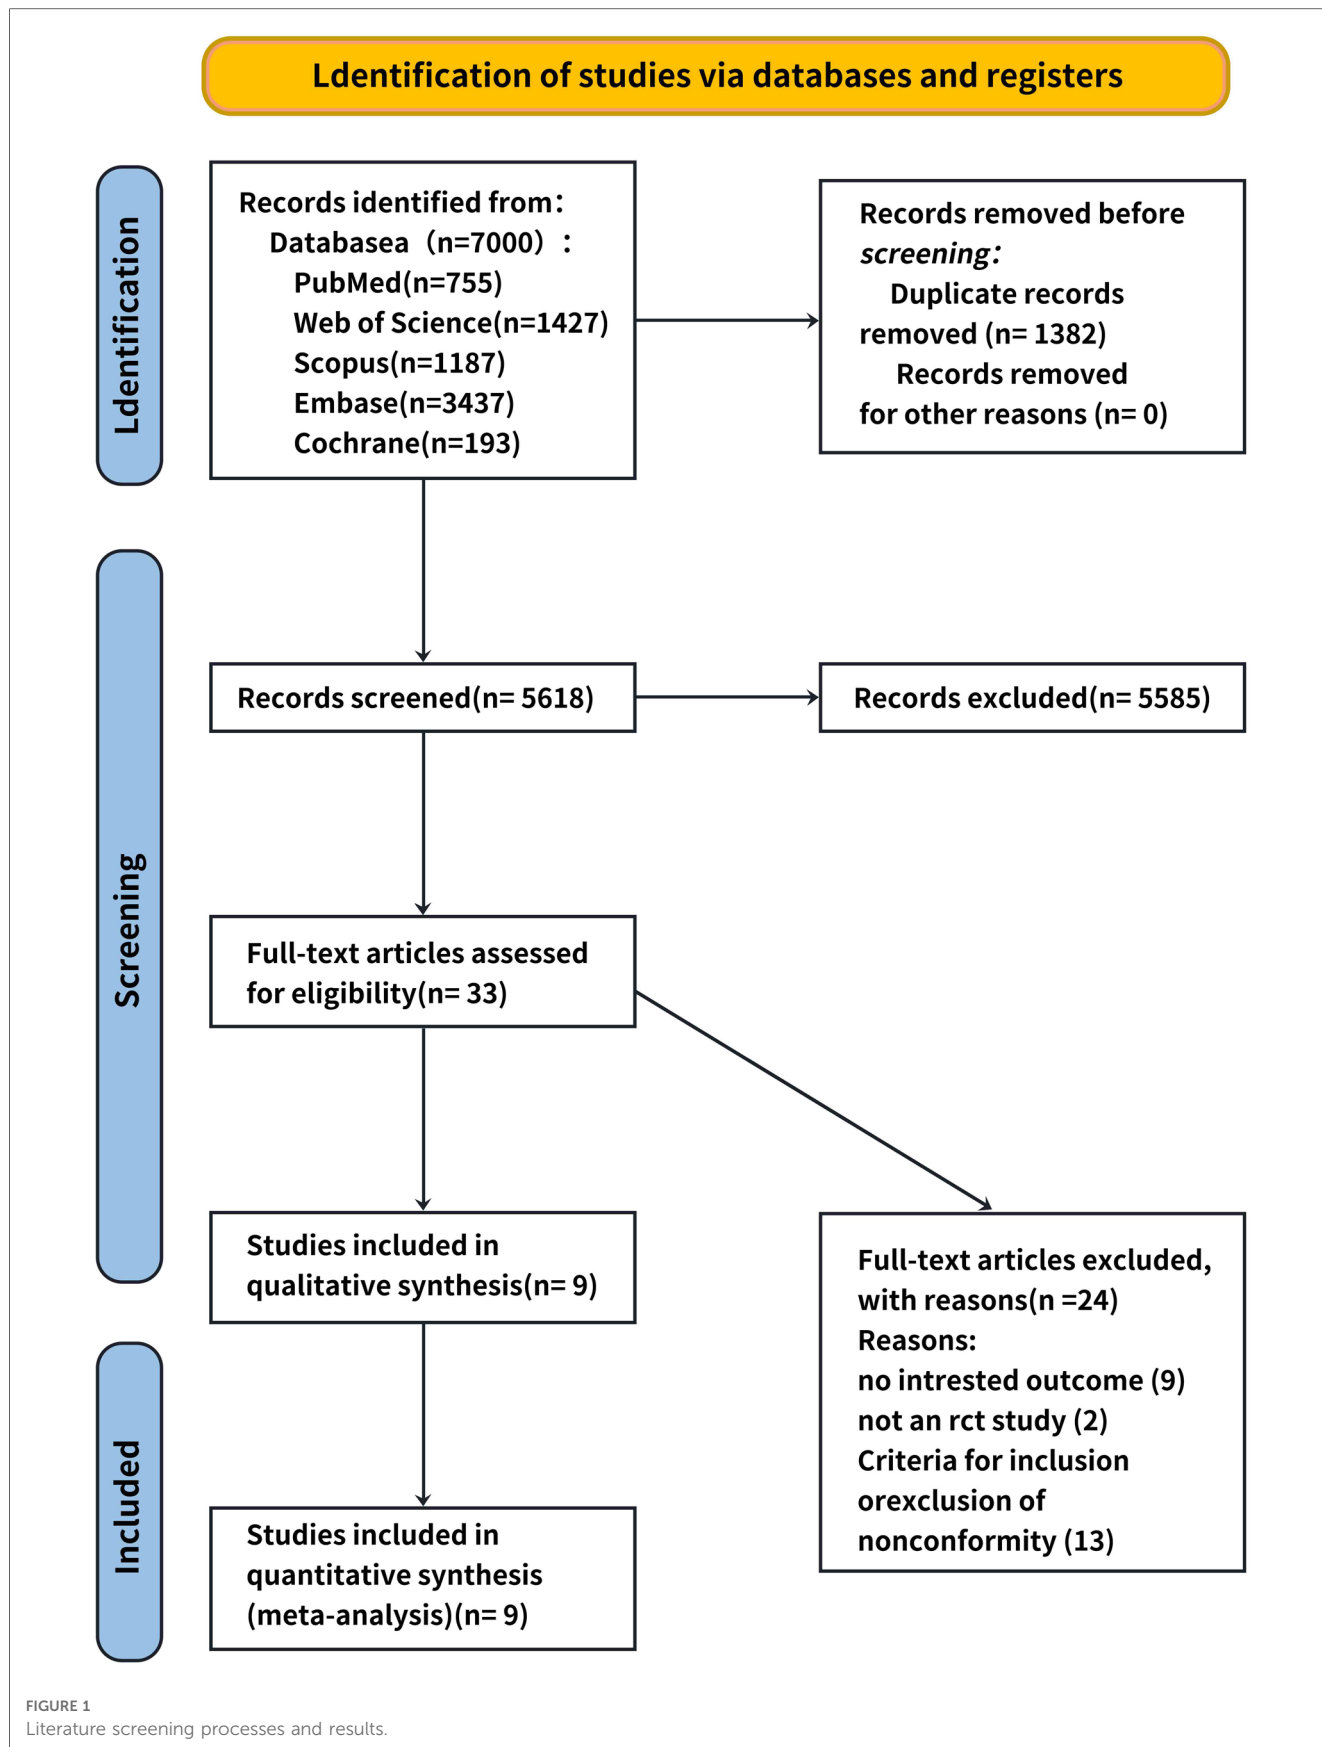 Ldentification of studies via databases and registers
Ldentification
Records identified from：
Databasea（n=7000）：
PubMed(n=755)
Web of Science(n=1427)
Scopus(n=1187)
Embase(n=3437)
Cochrane(n=193)
Records removed before
screening:
Duplicate records
removed (n= 1382)
Records removed
for other reasons (n= 0)
Screening
Records screened(n= 5618)
Records excluded(n= 5585)
Full-text articles assessed
for eligibility(n= 33)
Studies included in
qualitative synthesis(n= 9)
Full-text articles excluded,
with reasons(n =24)
Reasons:
no intrested outcome (9)
not an rct study (2)
Criteria for inclusion
orexclusion of
nonconformity (13)
Included
Studies included in
quantitative synthesis
(meta-analysis)(n= 9)
FIGURE 1
Literature screening processes and results.